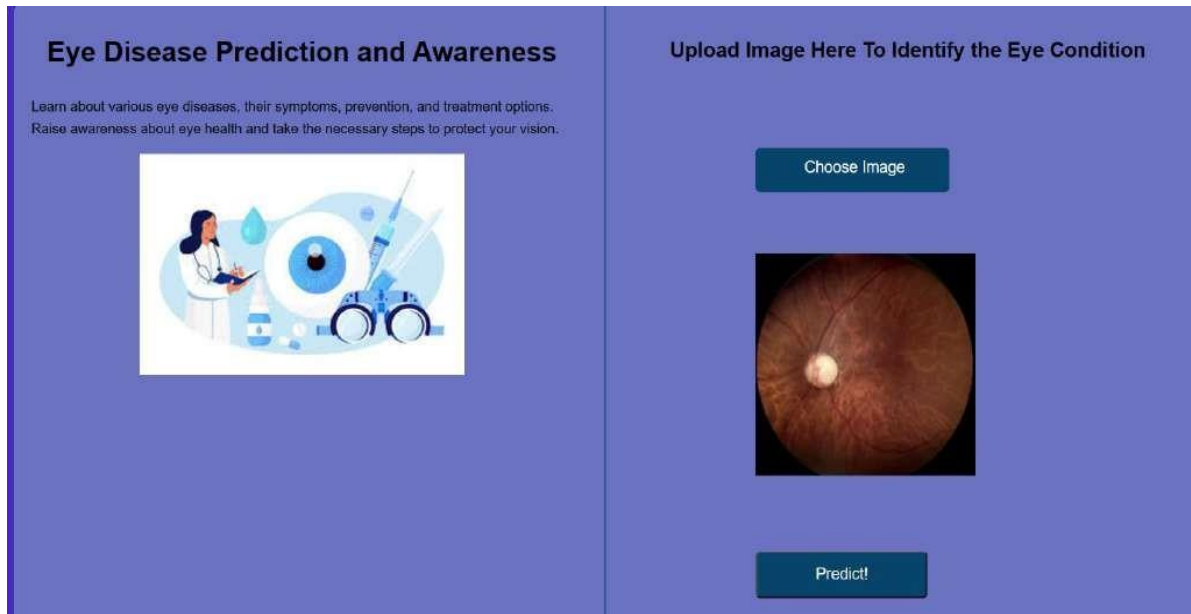 Eye Disease Prediction and Awareness
Learn about various eye diseases, their symptoms, prevention, and treatment options.
Raise awareness about eye health and take the necessary steps to protect your vision.
Upload Image Here To Identify the Eye Condition
Choose Image
Predict!